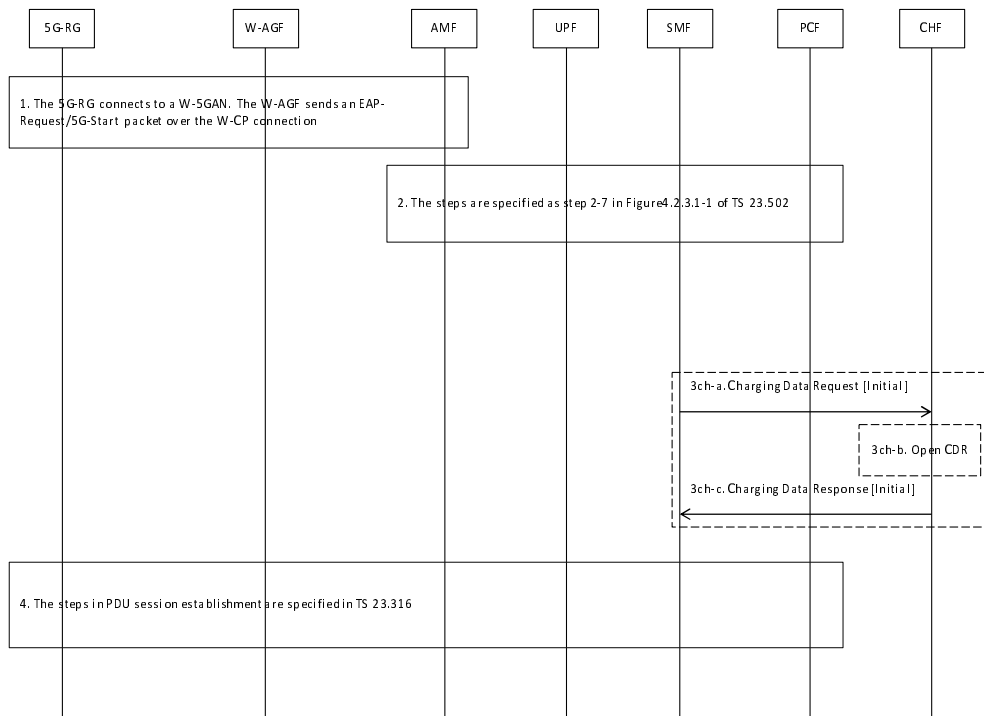 5G-RG
W-AGF
AMF
UPF
SMF
PCF
CHF
1. The 5G-RG connects to a W-5GAN. The W-AGF sends an EAP-
Request/5G-Start packet over the W-CP connection
2. The steps are specified as step 2-7 in Figure4.2.3.1-1 of TS 23.502
3ch-a. Charging Data Request [Initial]
3ch-b. Open CDR
3ch-c. Charging Data Response [Initial]
4. The steps in PDU session establishment are specified in TS 23.316